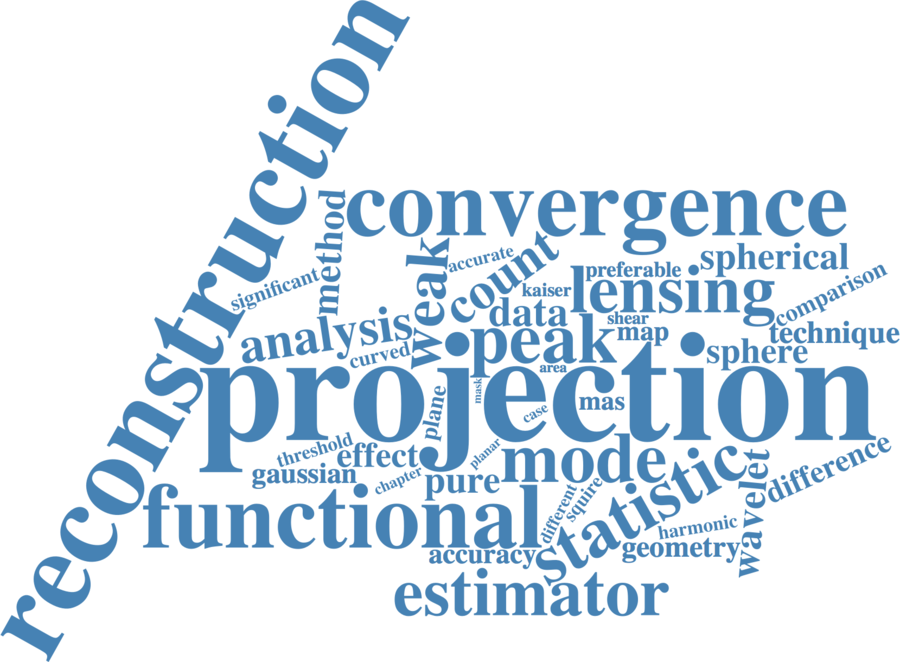 reconstruction
convergence
method
weak
accurate
count
preferable
spherical
significant
kaiser
lensing
comparison
data
shear
analysis
peak
map
technique
curved
area
sphere
projection
mask
plane
case
mas
threshold
effect
planar
mode
statistic
difference
gaussian
chapter
pure
wavelet
functional
different
squire
harmonic
accuracy
geometry
estimator